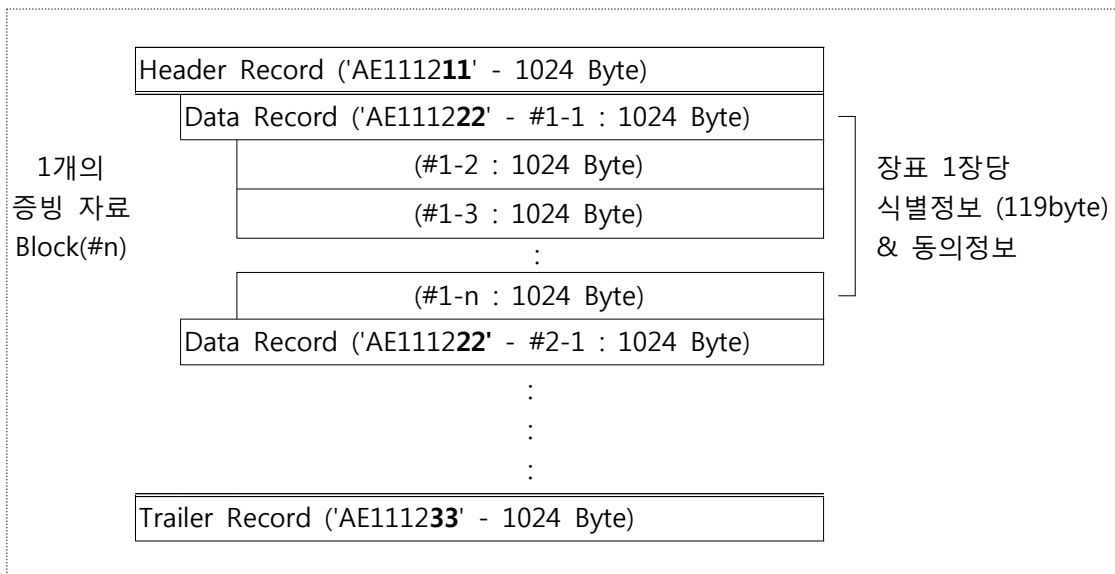 Header Record ('AE111211' - 1024 Byte)
Data Record ('AE111222' - #1-1 : 1024 Byte)
(#1-2 : 1024 Byte)
(#1-3 : 1024 Byte)
:
(#1-n : 1024 Byte)
Data Record ('AE111222' - #2-1 : 1024 Byte)
:
:
:
Trailer Record ('AE111233' - 1024 Byte)
1개의
증빙 자료
Block(#n)
장표 1장당
식별정보 (119byte)
& 동의정보